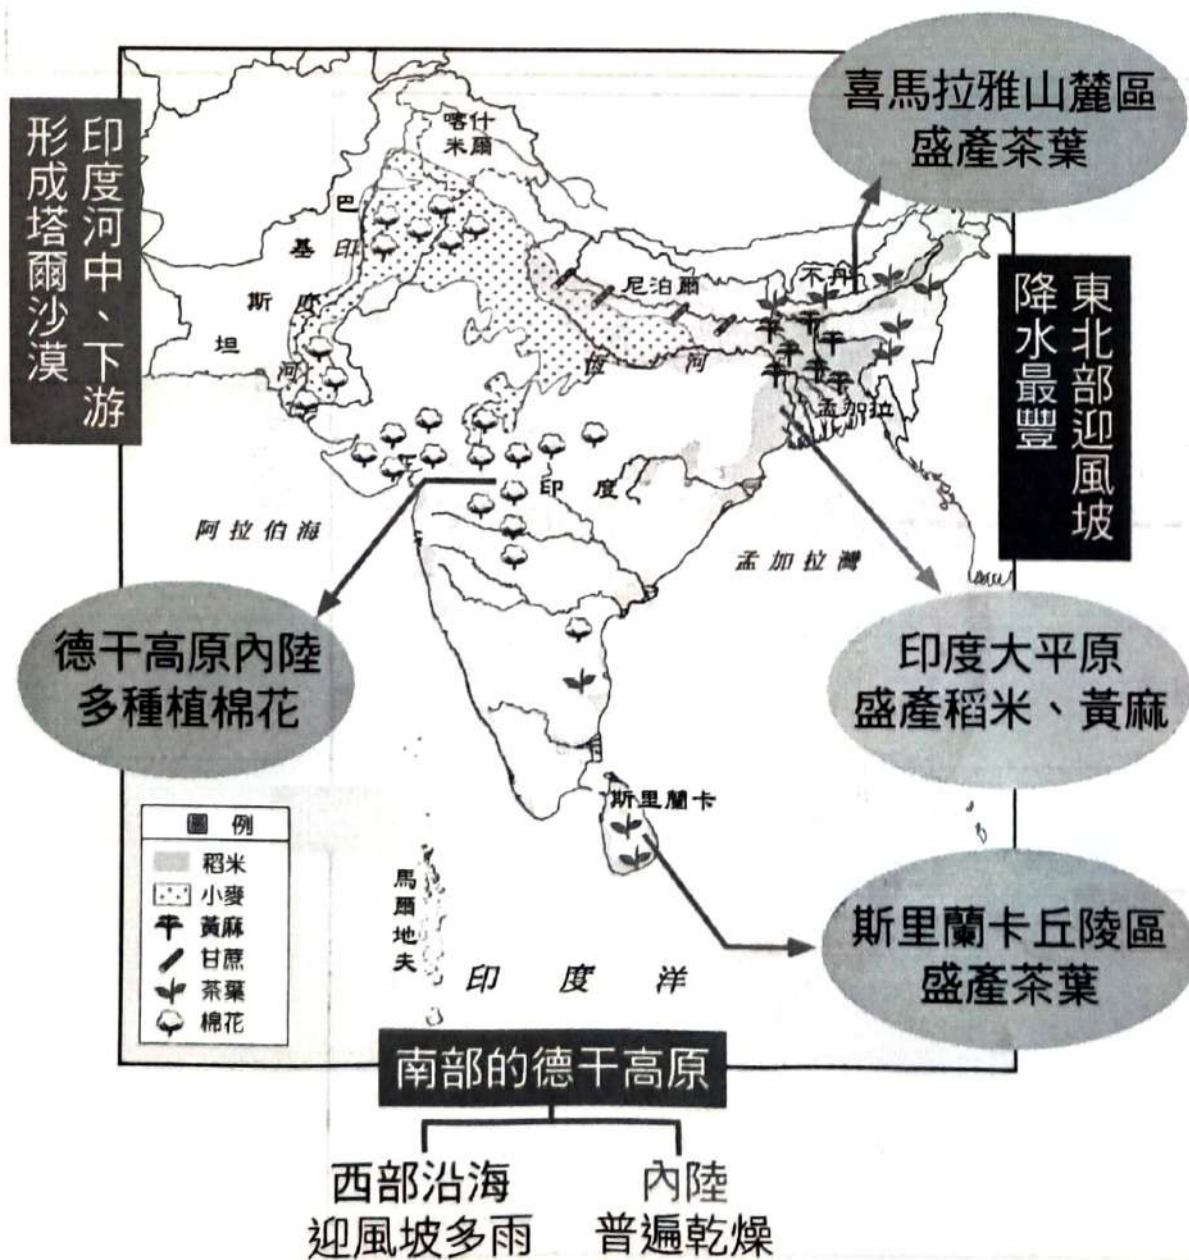 喜馬拉雅山麓區
盛產茶葉
印度河中、下游
形成塔爾沙漠
東北部迎風坡
降水最豐
喀什
米爾
巴
基
斯
坦
印
度
河
尼泊爾
不丹
恆河
孟加拉
印度
阿拉伯海
孟加拉灣
德干高原內陸
多種植棉花
印度大平原
盛產稻米、黃麻
斯里蘭卡
斯里蘭卡丘陵區
盛產茶葉
馬爾地夫
印度洋
圖例
稻米
小麥
黃麻
甘蔗
茶葉
棉花
南部的德干高原
西部沿海
迎風坡多雨
內陸
普遍乾燥